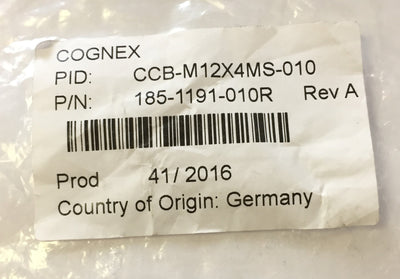 COGNEX
PID: CCB-M12X4MS-010
P/N: 185-1191-010R Rev A
Prod 41/2016
Country of Origin: Germany